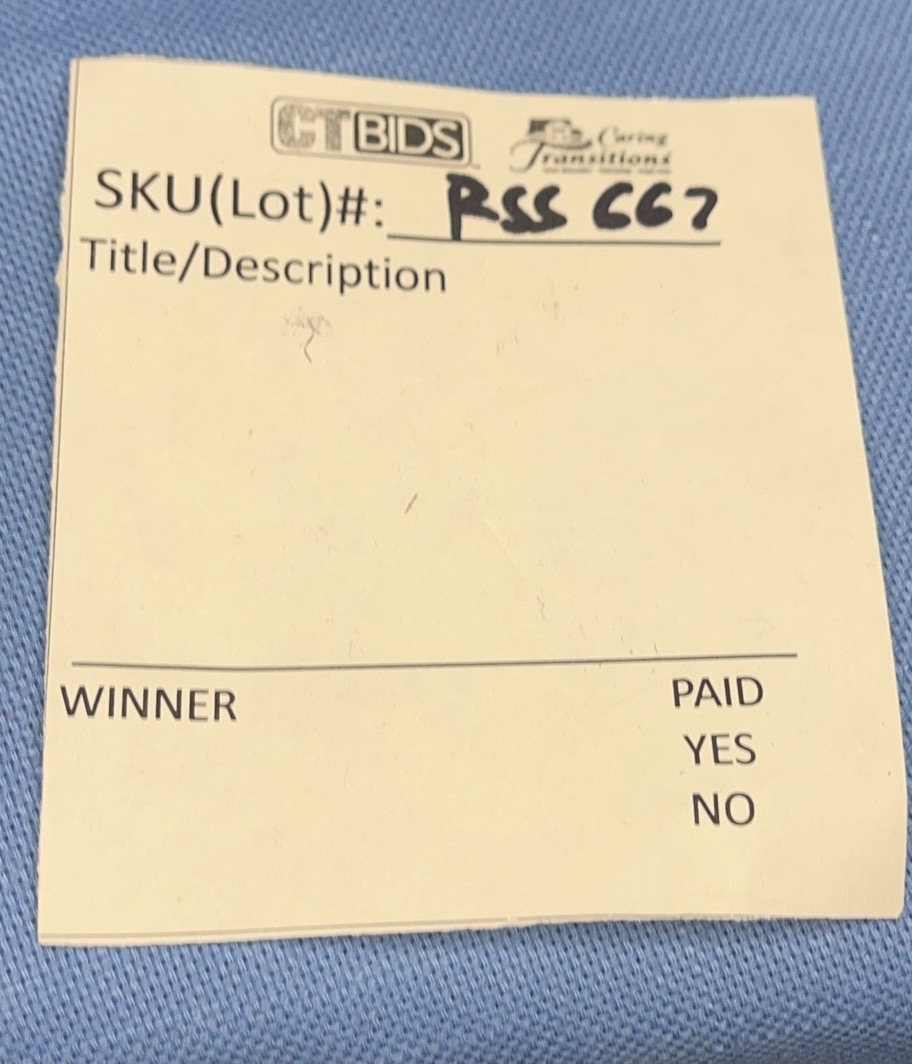 CTBIDS Caring
Transitions
SKU(Lot)#: RSS 667
Title/Description
WINNER PAID
YES
NO